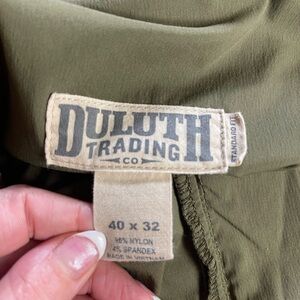 DULUTH
TRADING
CO
STANDARD FIT
40 x 32
96% NYLON
4% SPANDEX
MADE IN VIETNAM